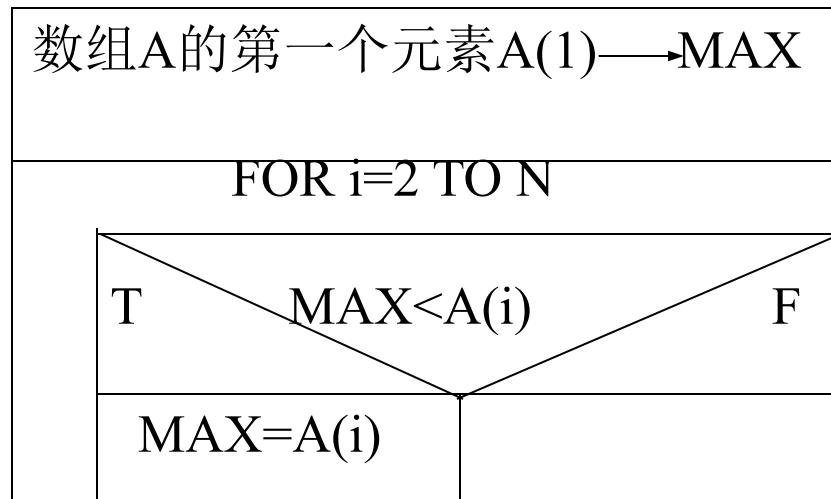 数组A的第一个元素A(1)→MAX
FOR i=2 TO N
T MAX<A(i) F
MAX=A(i)